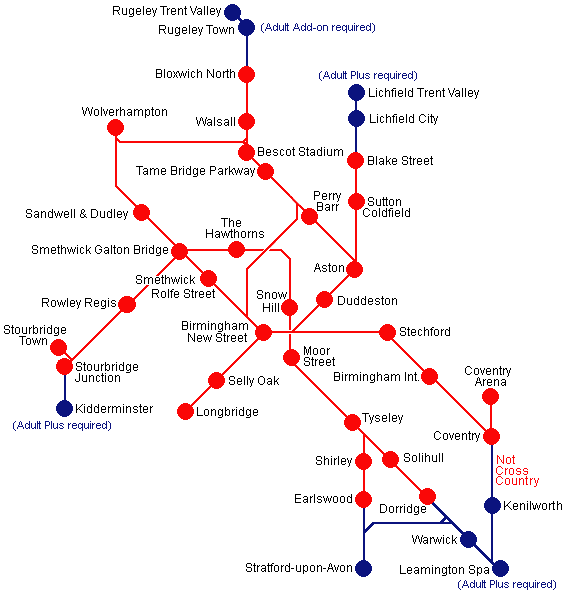 Rugeley Trent Valley
Rugeley Town
(Adult Add-on required)
Bloxwich North
(Adult Plus required)
Lichfield Trent Valley
Wolverhampton
Walsall
Lichfield City
Bescot Stadium
Blake Street
Tame Bridge Parkway
Perry
Barr
Sutton
Coldfield
Sandwell & Dudley
The
Hawthorns
Smethwick Galton Bridge
Aston
Smethwick
Rolfe Street
Rowley Regis
Snow
Hill
Duddeston
Stourbridge
Town
Birmingham
New Street
Stechford
Stourbridge
Junction
Moor
Street
Selly Oak
Birmingham Int.
Coventry
Arena
Kidderminster
(Adult Plus required)
Longbridge
Tyseley
Coventry
Shirley
Solihull
Not
Cross
Country
Earlswood
Dorridge
Kenilworth
Warwick
Stratford-upon-Avon
Leamington Spa
(Adult Plus required)